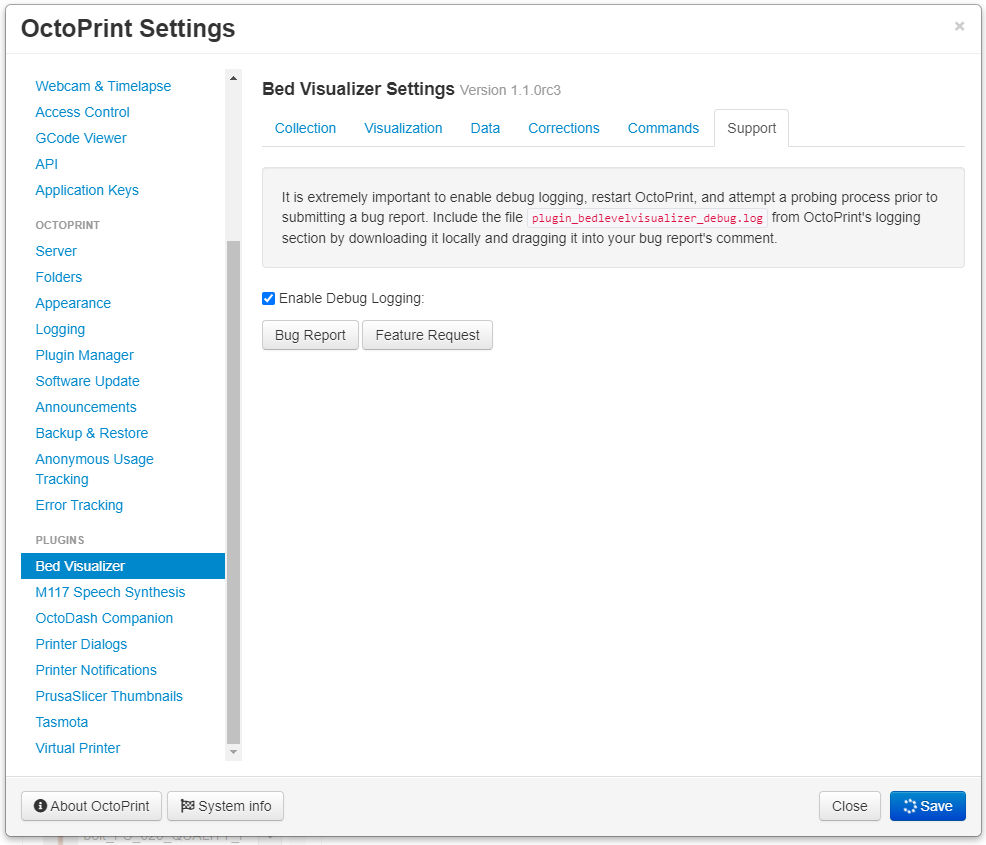 OctoPrint Settings
×
Webcam & Timelapse
Access Control
GCode Viewer
API
Application Keys
OCTOPRINT
Server
Folders
Appearance
Logging
Plugin Manager
Software Update
Announcements
Backup & Restore
Anonymous Usage
Tracking
Error Tracking
PLUGINS
Bed Visualizer
M117 Speech Synthesis
OctoDash Companion
Printer Dialogs
Printer Notifications
PrusaSlicer Thumbnails
Tasmota
Virtual Printer
Bed Visualizer Settings Version 1.1.0rc3
Collection Visualization Data Corrections Commands Support
It is extremely important to enable debug logging, restart OctoPrint, and attempt a probing process prior to
submitting a bug report. Include the file plugin_bedlevelvisualizer_debug.log from OctoPrint's logging
section by downloading it locally and dragging it into your bug report's comment.
Enable Debug Logging:
Bug Report Feature Request
About OctoPrint System info Close Save